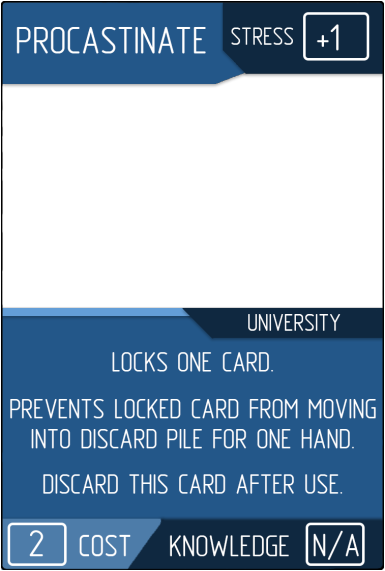 PROCASTINATE
STRESS +1
UNIVERSITY
LOCKS ONE CARD.
PREVENTS LOCKED CARD FROM MOVING
INTO DISCARD PILE FOR ONE HAND.
DISCARD THIS CARD AFTER USE.
2 COST KNOWLEDGE N/A